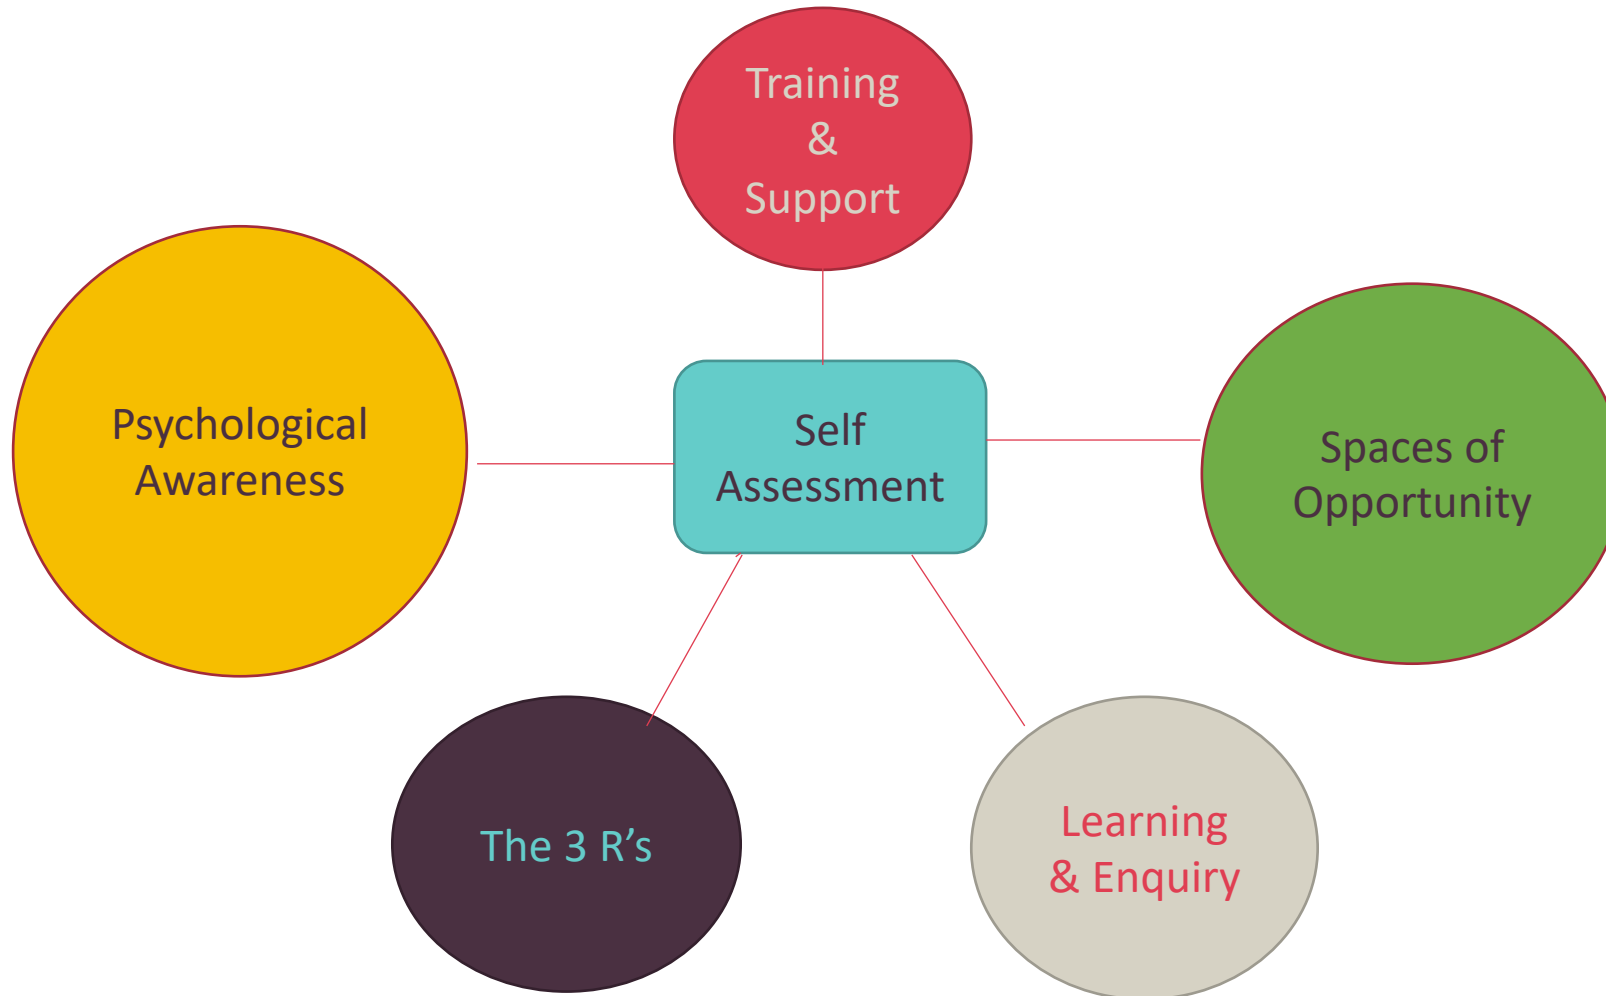 Training
&
Support
Psychological
Awareness
Self
Assessment
Spaces of
Opportunity
The 3 R’s
Learning
& Enquiry